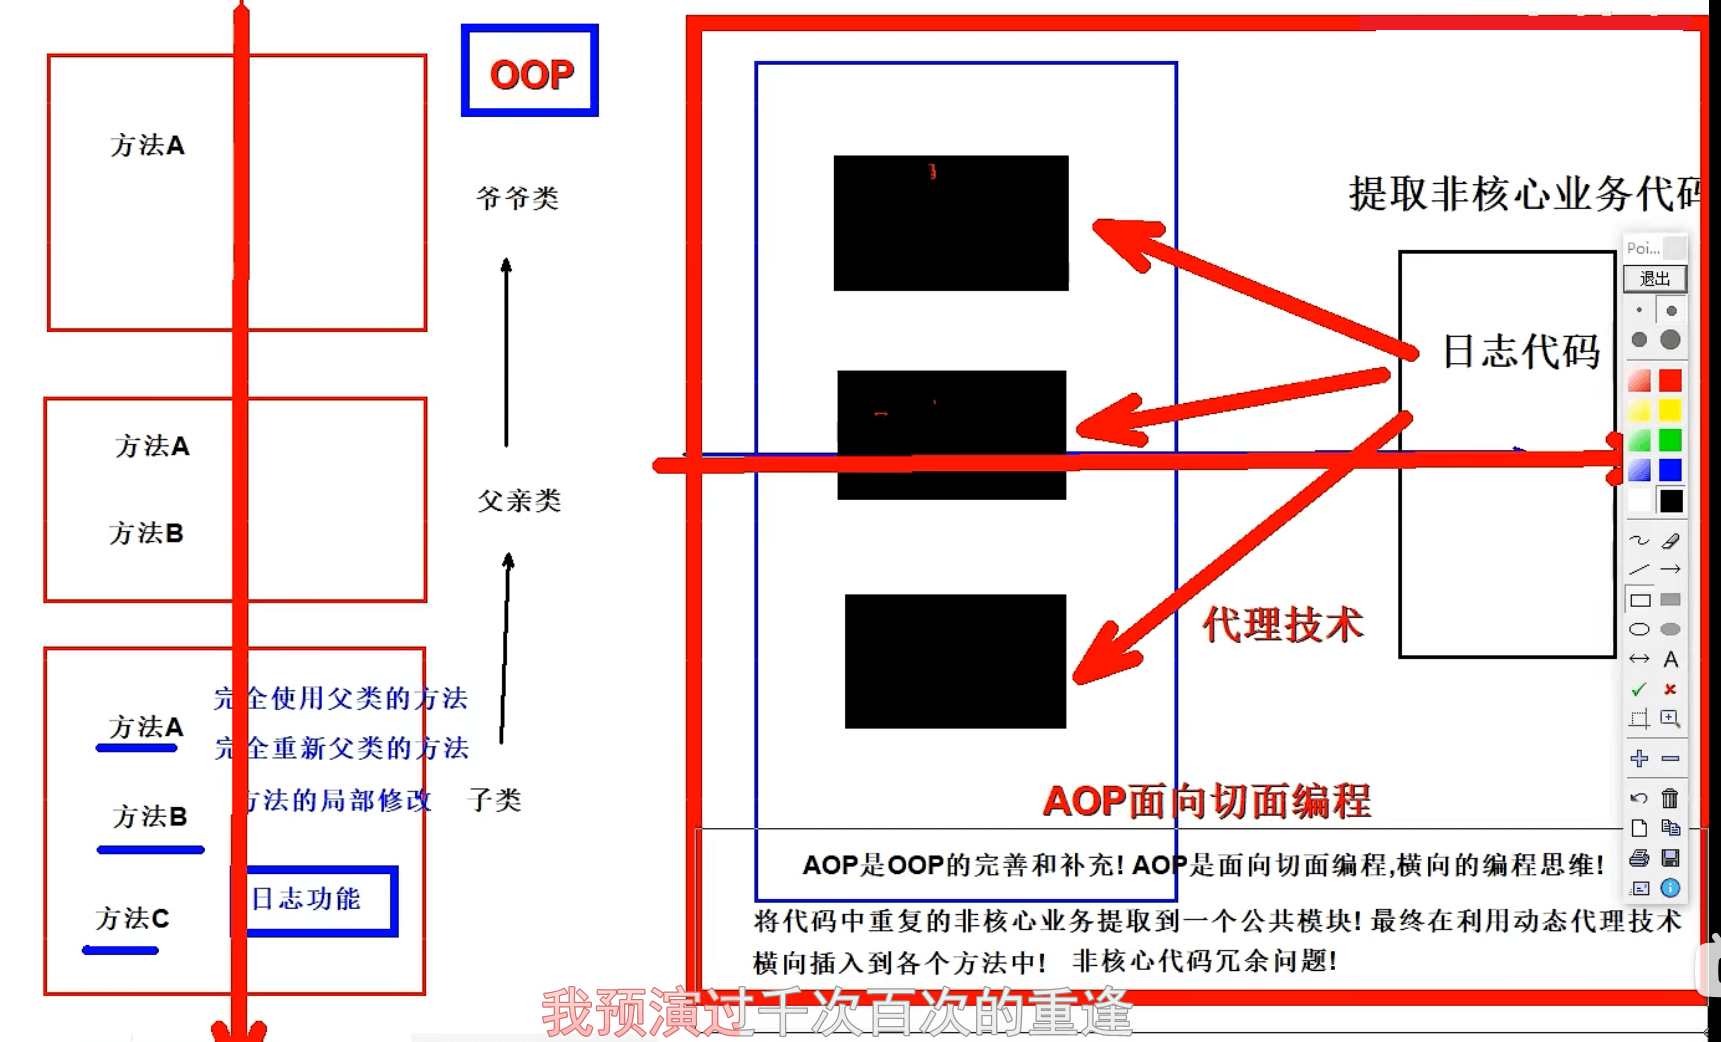 OOP
方法A
爷爷类
方法A
方法B
父亲类
方法A
完全使用父类的方法
完全重新父类的方法
方法的局部修改
子类
方法B
日志功能
方法C
提取非核心业务代码
日志代码
代理技术
AOP面向切面编程
AOP是OOP的完善和补充! AOP是面向切面编程,横向的编程思维!
将代码中重复的非核心业务提取到一个公共模块! 最终在利用动态代理技术
横向插入到各个方法中! 非核心代码冗余问题!
我预演过千次百次的重逢
Poi...
退出
A